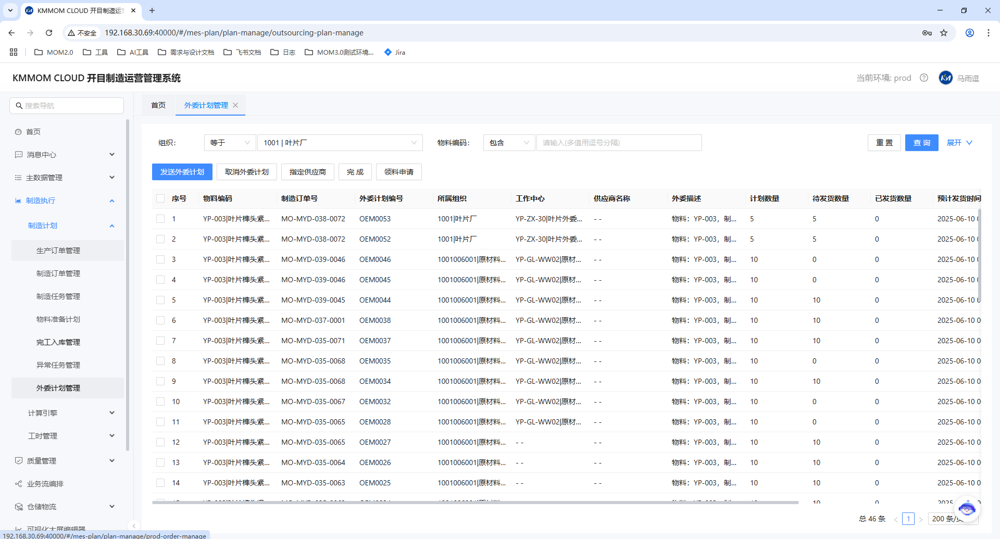 KMMOM CLOUD 开目制造运营
不安全 192.168.30.69:40000/#/mes-plan/plan-manage/outsourcing-plan-manage
MOM2.0 工具 AI工具 需求与设计文档 飞书文档 日志 MOM3.0测试环境... Jira
KMMOM CLOUD 开目制造运营管理系统 当前环境: prod 马雨逗
搜索导航
首页
消息中心
主数据管理
制造执行
制造计划
生产订单管理
制造订单管理
制造任务管理
物料准备计划
完工入库管理
异常任务管理
外委计划管理
计算引擎
工时管理
质量管理
业务流编排
仓储物流
可视化大屏编辑器
192.168.30.69:40000/#/mes-plan/plan-manage/prod-order-manage
首页 外委计划管理
组织: 等于 1001 | 叶片厂 物料编码: 包含 请输入(多值用逗号分隔) 重 置 查 询 展开
发送外委计划 取消外委计划 指定供应商 完 成 领料申请
序号 物料编码 制造订单号 外委计划编号 所属组织 工作中心 供应商名称 外委描述 计划数量 待发货数量 已发货数量 预计发货时间
1 YP-003|叶片榫头紧... MO-MYD-038-0072 OEM0053 1001|叶片厂 YP-ZX-30|叶片外委... - - 物料：YP-003，制... 5 5 0 2025-06-10 0
2 YP-003|叶片榫头紧... MO-MYD-038-0072 OEM0052 1001|叶片厂 YP-ZX-30|叶片外委... - - 物料：YP-003，制... 5 5 0 2025-06-10 0
3 YP-003|叶片榫头紧... MO-MYD-039-0046 OEM0046 1001006001|原材料... YP-GL-WW02|原材... - - 物料：YP-003，制... 10 0 0 2025-06-10 0
4 YP-003|叶片榫头紧... MO-MYD-039-0046 OEM0045 1001006001|原材料... YP-GL-WW02|原材... - - 物料：YP-003，制... 10 0 0 2025-06-10 0
5 YP-003|叶片榫头紧... MO-MYD-039-0045 OEM0044 1001006001|原材料... YP-GL-WW02|原材... - - 物料：YP-003，制... 10 10 0 2025-06-10 0
6 YP-003|叶片榫头紧... MO-MYD-037-0001 OEM0038 1001006001|原材料... YP-GL-WW02|原材... - - 物料：YP-003，制... 10 10 0 2025-06-10 0
7 YP-003|叶片榫头紧... MO-MYD-035-0071 OEM0037 1001006001|原材料... YP-GL-WW02|原材... - - 物料：YP-003，制... 10 10 0 2025-06-10 0
8 YP-003|叶片榫头紧... MO-MYD-035-0068 OEM0035 1001006001|原材料... YP-GL-WW02|原材... - - 物料：YP-003，制... 10 0 0 2025-06-10 0
9 YP-003|叶片榫头紧... MO-MYD-035-0068 OEM0034 1001006001|原材料... YP-GL-WW02|原材... - - 物料：YP-003，制... 10 10 0 2025-06-10 0
10 YP-003|叶片榫头紧... MO-MYD-035-0067 OEM0032 1001006001|原材料... YP-GL-WW02|原材... - - 物料：YP-003，制... 10 0 0 2025-06-10 0
11 YP-003|叶片榫头紧... MO-MYD-035-0065 OEM0028 1001006001|原材料... YP-GL-WW02|原材... - - 物料：YP-003，制... 10 0 0 2025-06-10 0
12 YP-003|叶片榫头紧... MO-MYD-035-0065 OEM0027 1001006001|原材料... - - - - 物料：YP-003，制... 10 10 0 2025-06-10 0
13 YP-003|叶片榫头紧... MO-MYD-035-0064 OEM0026 1001006001|原材料... - - - - 物料：YP-003，制... 10 10 0 2025-06-10 0
14 YP-003|叶片榫头紧... MO-MYD-035-0063 OEM0025 1001006001|原材料... - - - - 物料：YP-003，制... 10 10 0 2025-06-10 0
总 46 条 1 200 条/